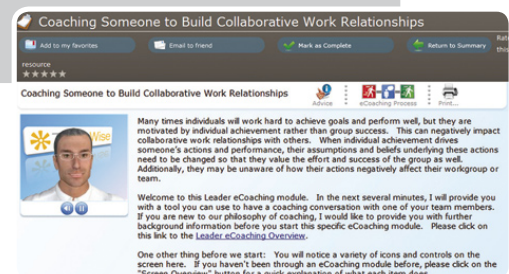 Coaching Someone to Build Collaborative Work Relationships
Add to my favorites
Email to friend
Mark as Complete
Return to Summary
Rate
this
resource
Coaching Someone to Build Collaborative Work Relationships
Advice
eCoaching Process
Print...
Wise
Many times individuals will work hard to achieve goals and perform well, but they are
motivated by individual achievement rather than group success. This can negatively impact
collaborative work relationships with others. When individual achievement drives
someone's actions and performance, their assumptions and beliefs underlying these actions
need to be changed so that they value the effort and success of the group as well.
Additionally, they may be unaware of how their actions negatively affect their workgroup or
team.
Welcome to this Leader eCoaching module. In the next several minutes, I will provide you
with a tool you can use to have a coaching conversation with one of your team members.
If you are new to our philosophy of coaching, I would like to provide you with further
background information before you start this specific eCoaching module. Please click on
this link to the Leader eCoaching Overview.
One other thing before we start: You will notice a variety of icons and controls on the
screen here. If you haven't been through an eCoaching module before, please click on the
"Screen Overview" button for a quick explanation of what each item does.